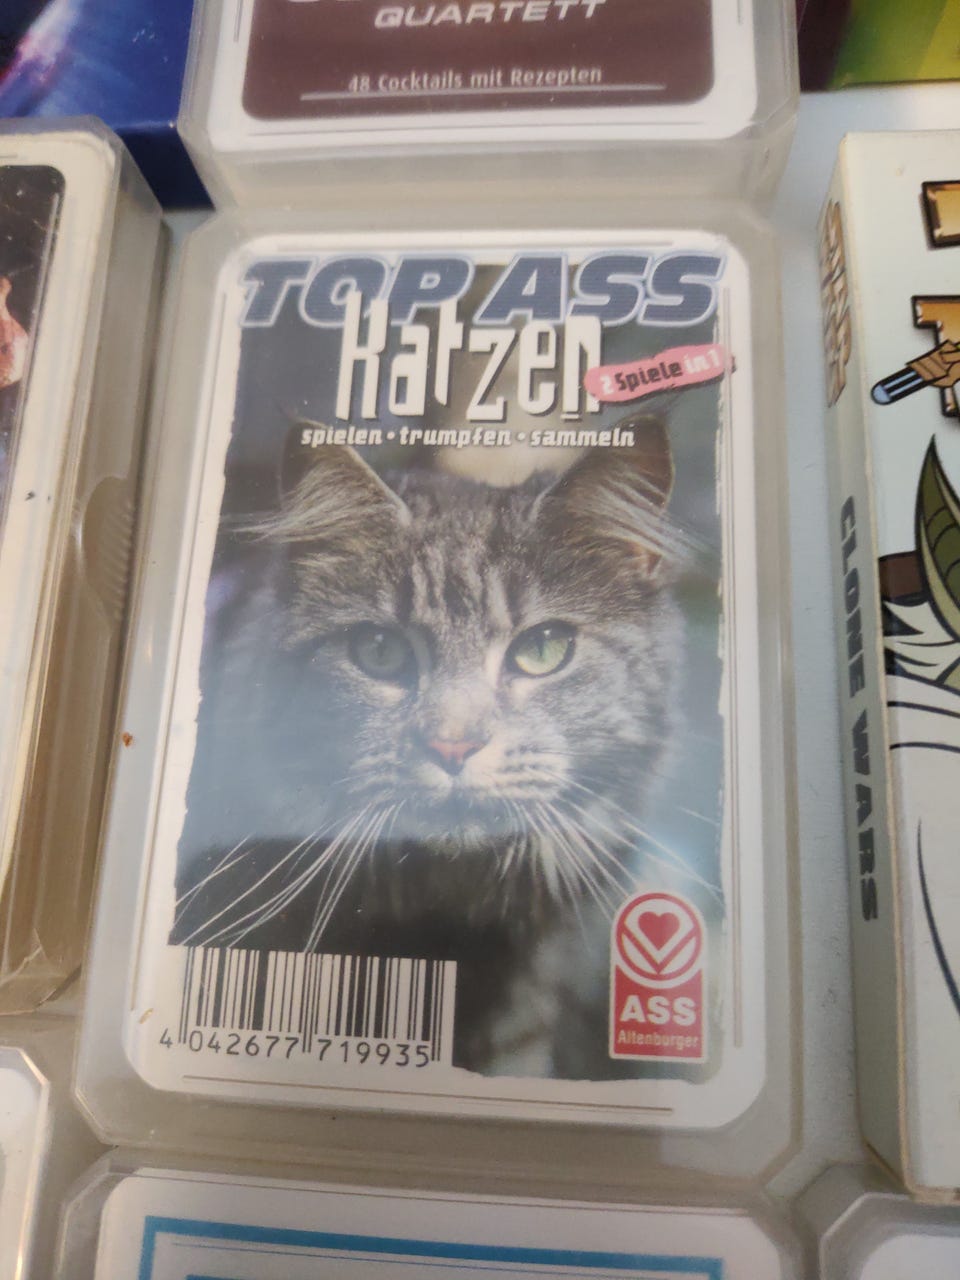 QUARTETT
48 Cocktails mit Rezepten
TOP ASS
Katzen
2 Spiele in 1
spielen • trumpfen • sammeln
CLONE WARS
ASS
Altenburger
4 042677 719935